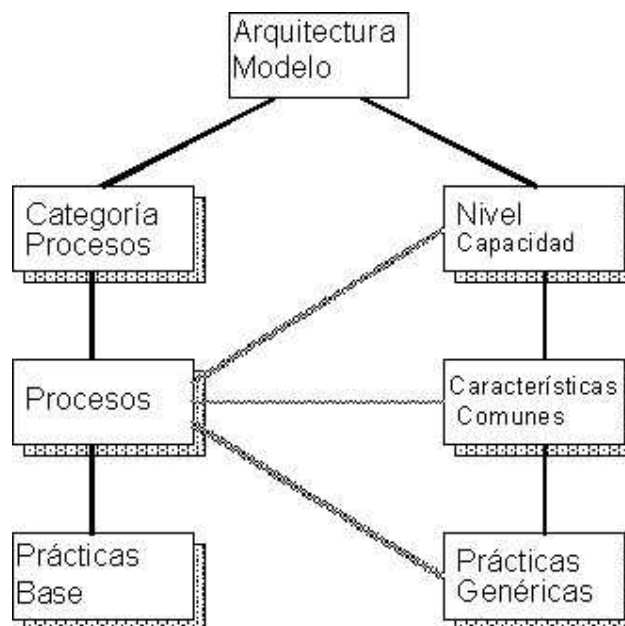 Arquitectura
Modelo
Categoría
Procesos
Nivel
Capacidad
Procesos
Características
Comunes
Prácticas
Base
Prácticas
Genéricas